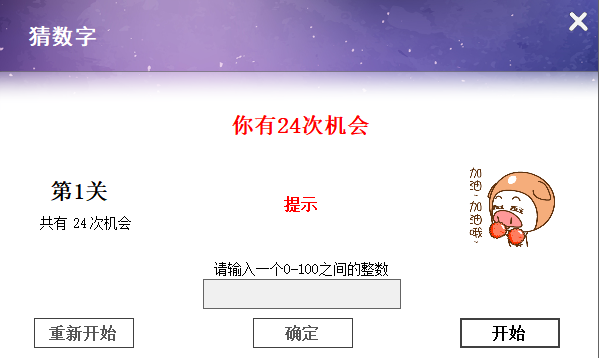 猜数字
你有24次机会
第1关
共有 24 次机会
提示
加油~加油哦~
请输入一个0-100之间的整数
重新开始
确定
开始